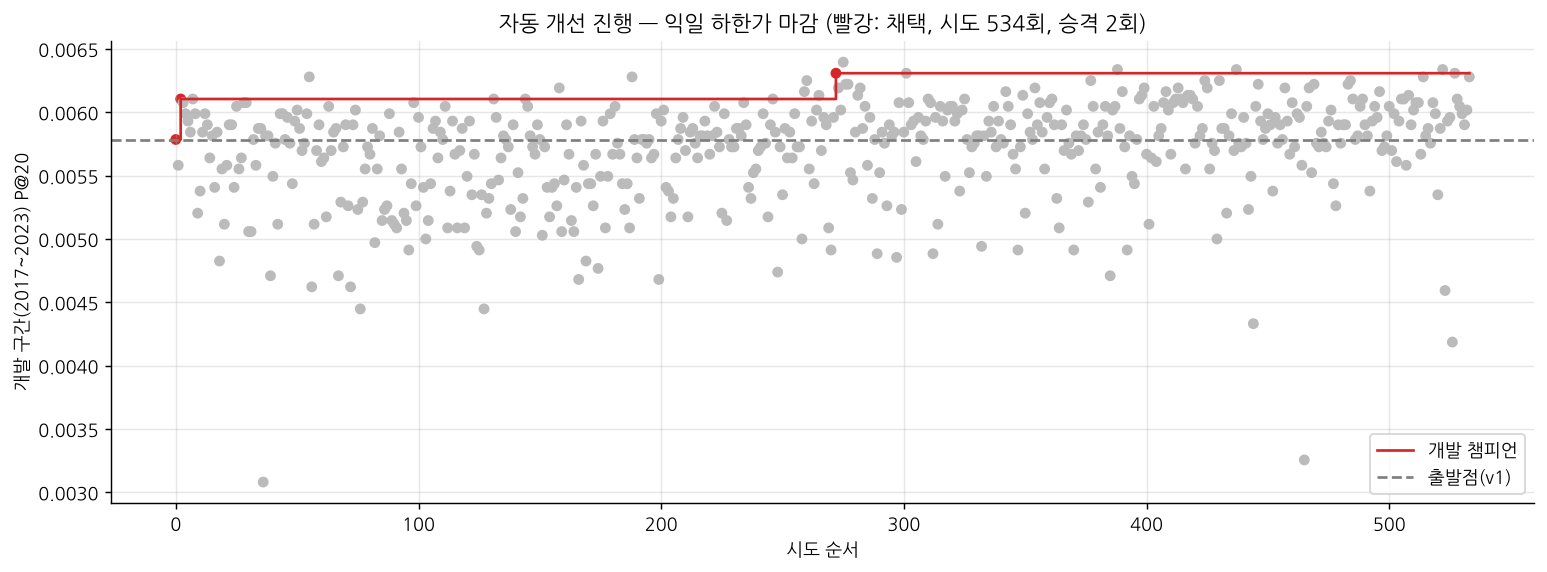 자동 개선 진행 — 익일 하한가 마감 (빨강: 채택, 시도 534회, 승격 2회)
개발 구간(2017~2023) P@20
0.0065
0.0060
0.0055
0.0050
0.0045
0.0040
0.0035
0.0030
개발 챔피언
출발점(v1)
0 100 200 300 400 500
시도 순서